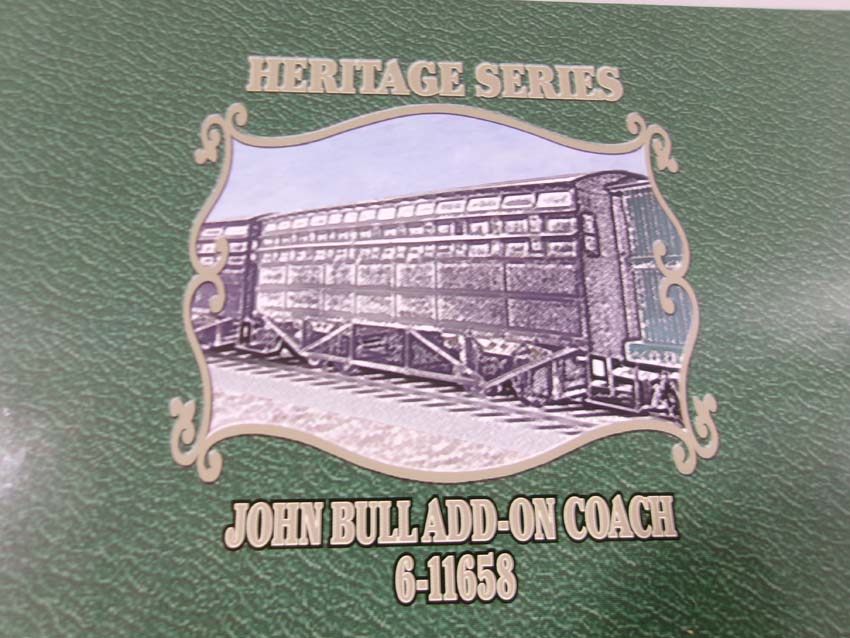 HERITAGE SERIES
JOHN BULL ADD-ON COACH
6-11658